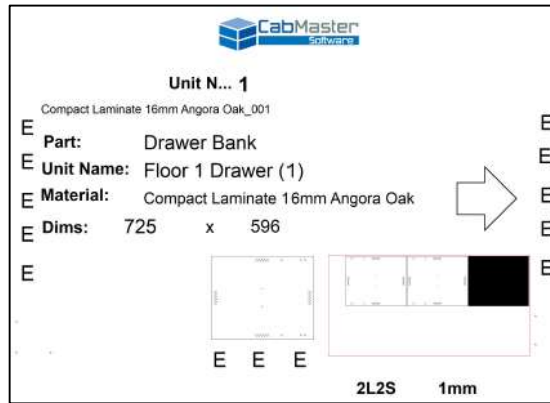 CabMaster
Software
Unit N... 1
Compact Laminate 16mm Angora Oak_001
E E
Part: Drawer Bank
E E
Unit Name: Floor 1 Drawer (1)
E Material: Compact Laminate 16mm Angora Oak E
E Dims: 725 x 596 E
E E
E E E
2L2S 1mm